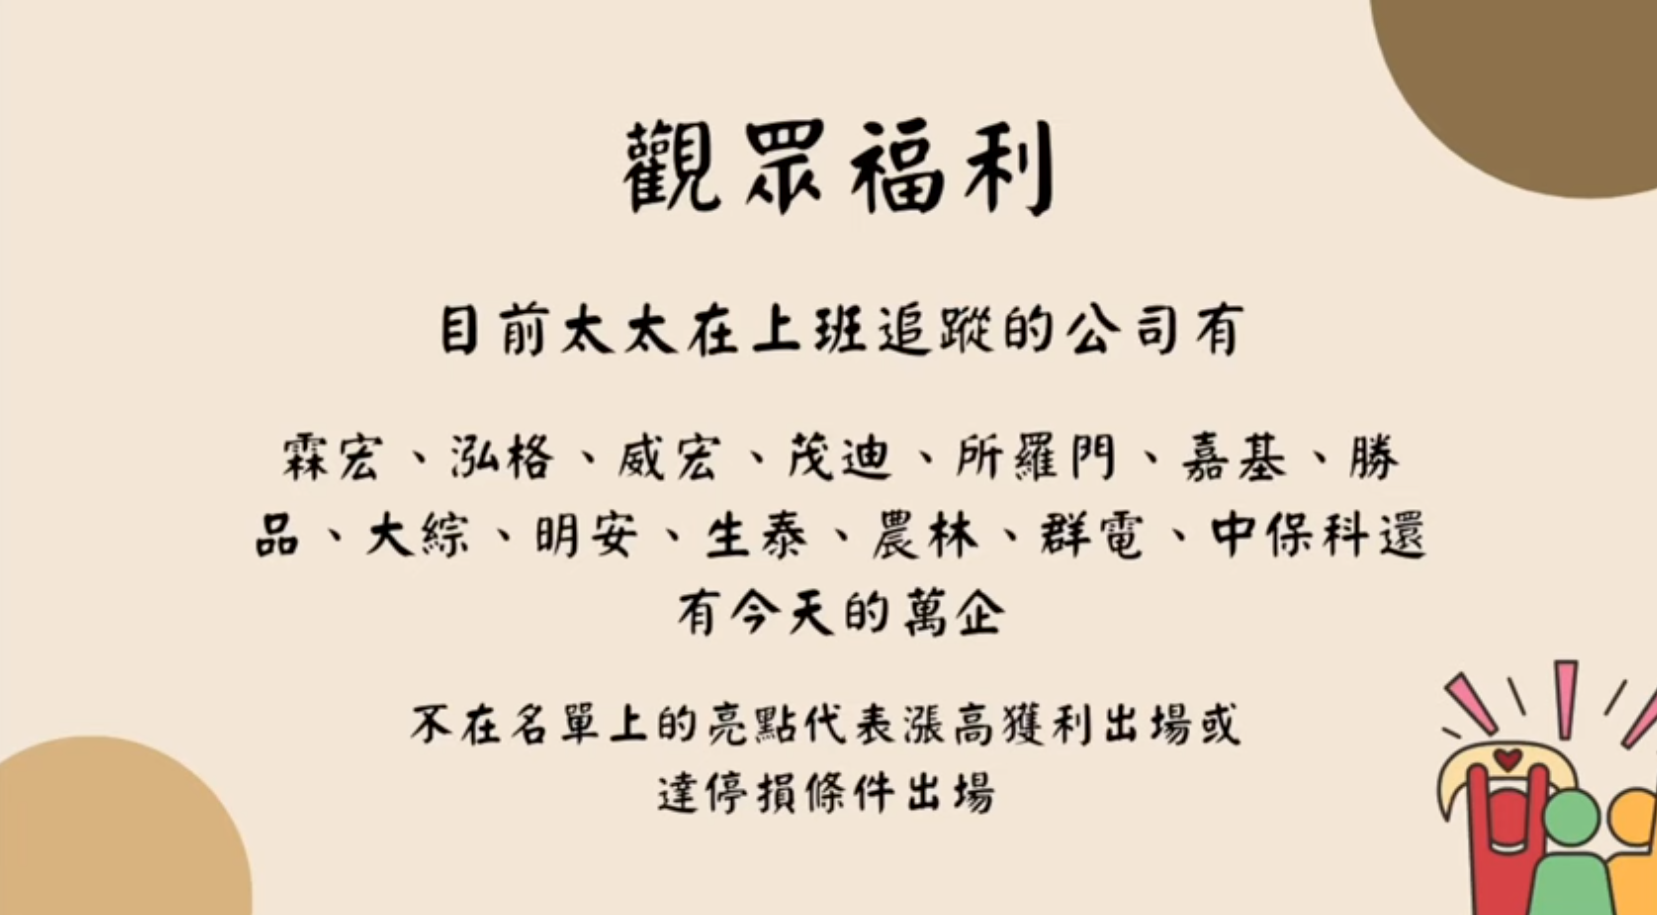 觀眾福利
目前太太在上班追蹤的公司有
霖宏、泓格、威宏、茂迪、所羅門、嘉基、勝
品、大綜、明安、生泰、農林、群電、中保科還
有今天的萬企
不在名單上的亮點代表漲高獲利出場或
達停損條件出場